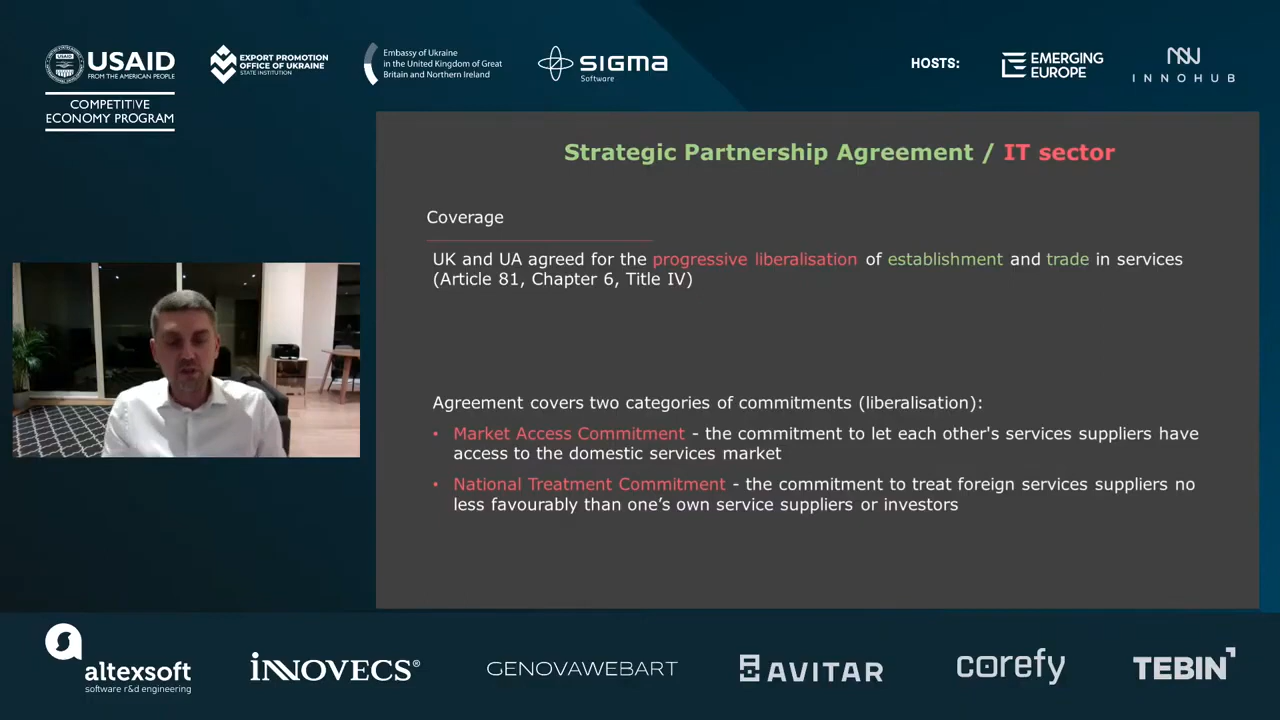 USAID
FROM THE AMERICAN PEOPLE
COMPETITIVE
ECONOMY PROGRAM
EXPORT PROMOTION
OFFICE OF UKRAINE
STATE INSTITUTION
Embassy of Ukraine
in the United Kingdom of Great
Britain and Northern Ireland
SIGMA
Software
HOSTS:
EMERGING
EUROPE
INNOHUB
Strategic Partnership Agreement / IT sector
Coverage
UK and UA agreed for the progressive liberalisation of establishment and trade in services
(Article 81, Chapter 6, Title IV)
Agreement covers two categories of commitments (liberalisation):
• Market Access Commitment - the commitment to let each other's services suppliers have
access to the domestic services market
• National Treatment Commitment - the commitment to treat foreign services suppliers no
less favourably than one’s own service suppliers or investors
altexsoft
software r&d engineering
INNOVECS®
GENOVAWEBART
AVITAR
corefy
TEBIN